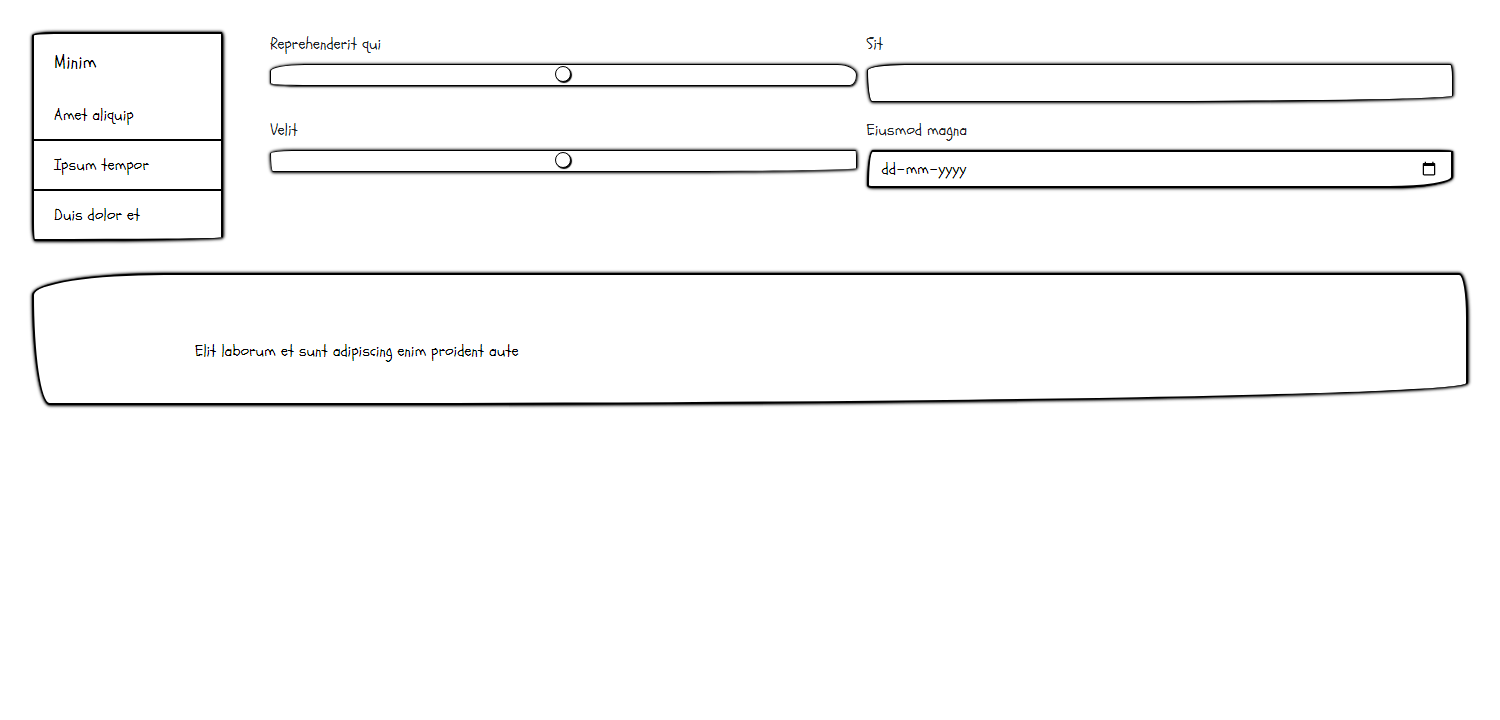 Minim
Amet aliquip
Ipsum tempor
Duis dolor et
Reprehenderit qui
Sit
Velit
Eiusmod magna
dd-mm-yyyy
Elit laborum et sunt adipiscing enim proident aute